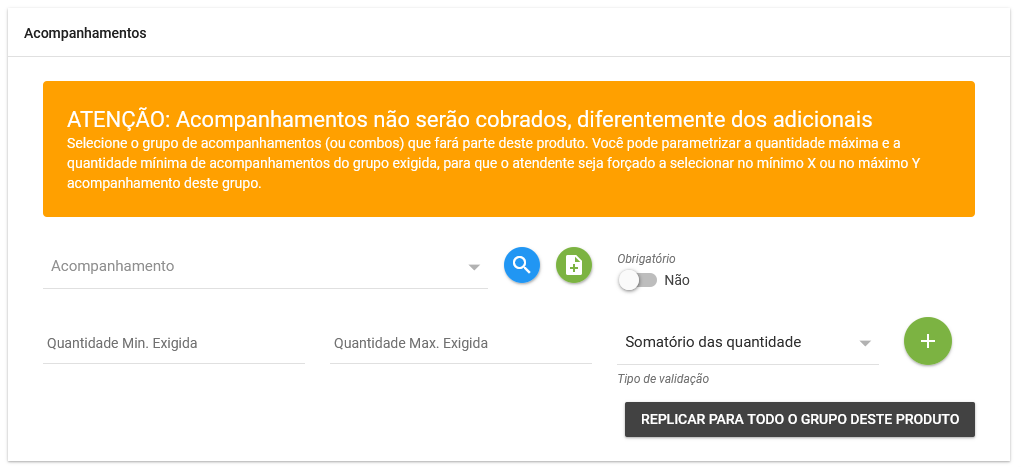 Acompanhamentos
ATENÇÃO: Acompanhamentos não serão cobrados, diferentemente dos adicionais
Selecione o grupo de acompanhamentos (ou combos) que fará parte deste produto. Você pode parametrizar a quantidade máxima e a
quantidade mínima de acompanhamentos do grupo exigida, para que o atendente seja forçado a selecionar no mínimo X ou no máximo Y
acompanhamento deste grupo.
Acompanhamento
Obrigatório
Não
Quantidade Min. Exigida
Quantidade Max. Exigida
Somatório das quantidade
Tipo de validação
REPLICAR PARA TODO O GRUPO DESTE PRODUTO